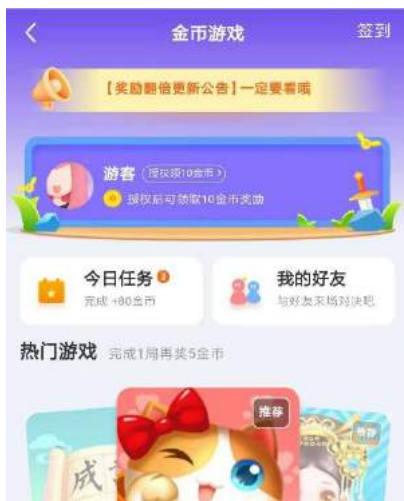 金币游戏
签到
【奖励翻倍更新公告】一定要看哦
游客
授权领10金币>
授权后可领取10金币奖励
今日任务
完成 +80金币
我的好友
与好友来场对决吧
热门游戏
完成1局再奖5金币
推荐
推荐
成